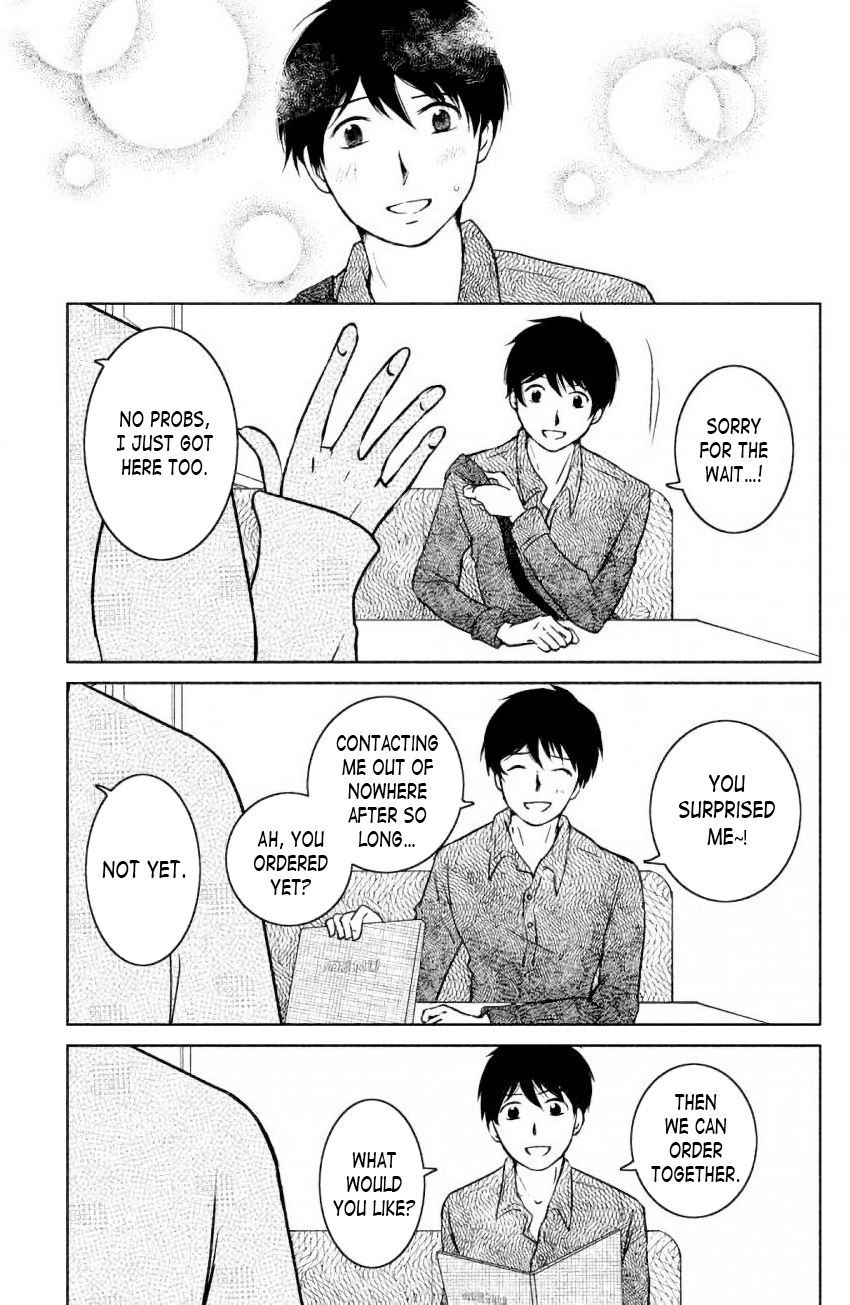 SORRY
FOR THE
WAIT...!
NO PROBS,
I JUST GOT
HERE TOO.
YOU
SURPRISED
ME~!
CONTACTING
ME OUT OF
NOWHERE
AFTER SO
LONG...
AH, YOU
ORDERED
YET?
MENU
NOT YET.
THEN
WE CAN
ORDER
TOGETHER.
WHAT
WOULD
YOU LIKE?